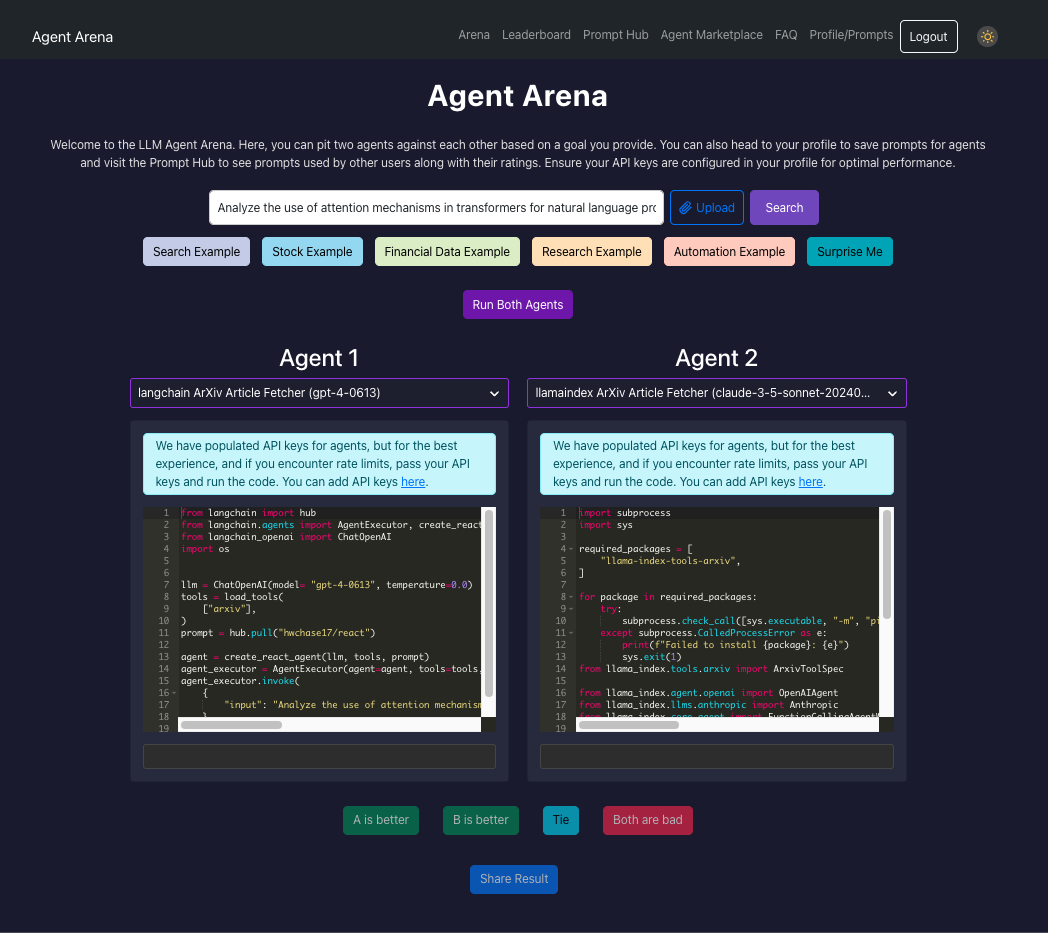 Agent Arena
Arena Leaderboard Prompt Hub Agent Marketplace FAQ Profile/Prompts Logout
Agent Arena
Welcome to the LLM Agent Arena. Here, you can pit two agents against each other based on a goal you provide. You can also head to your profile to save prompts for agents
and visit the Prompt Hub to see prompts used by other users along with their ratings. Ensure your API keys are configured in your profile for optimal performance.
Analyze the use of attention mechanisms in transformers for natural language pro
Upload
Search
Search Example
Stock Example
Financial Data Example
Research Example
Automation Example
Surprise Me
Run Both Agents
Agent 1
langchain ArXiv Article Fetcher (gpt-4-0613)
We have populated API keys for agents, but for the best
experience, and if you encounter rate limits, pass your API
keys and run the code. You can add API keys here.
1 from langchain import hub
2 from langchain.agents import AgentExecutor, create_react
3 from langchain_openai import ChatOpenAI
4 import os
5
6
7 llm = ChatOpenAI(model= "gpt-4-0613", temperature=0.0)
8 tools = load_tools(
9 ["arxiv"],
10 )
11 prompt = hub.pull("hwchase17/react")
12
13 agent = create_react_agent(llm, tools, prompt)
14 agent_executor = AgentExecutor(agent=agent, tools=tools,
15 agent_executor.invoke(
16 {
17 "input": "Analyze the use of attention mechanism
18 }
19
Agent 2
llamaindex ArXiv Article Fetcher (claude-3-5-sonnet-20240...
We have populated API keys for agents, but for the best
experience, and if you encounter rate limits, pass your API
keys and run the code. You can add API keys here.
1 import subprocess
2 import sys
3
4 required_packages = [
5 "llama-index-tools-arxiv",
6 ]
7
8 for package in required_packages:
9 try:
10 subprocess.check_call([sys.executable, "-m", "pi
11 except subprocess.CalledProcessError as e:
12 print(f"Failed to install {package}: {e}")
13 sys.exit(1)
14 from llama_index.tools.arxiv import ArxivToolSpec
15
16 from llama_index.agent.openai import OpenAIAgent
17 from llama_index.llms.anthropic import Anthropic
18 from llama_index.core.agent import FunctionCallingAgentW
19
A is better
B is better
Tie
Both are bad
Share Result